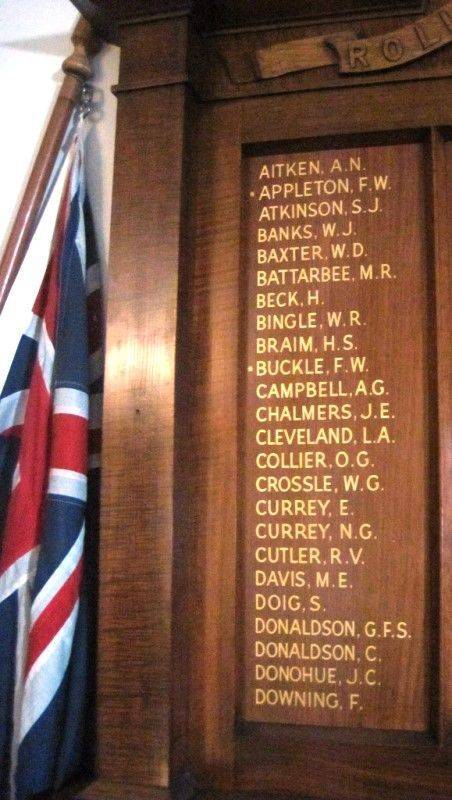 ROLL
AITKEN, A.N.
• APPLETON, F.W.
ATKINSON, S.J.
BANKS, W.J.
BAXTER, W.D.
BATTARBEE, M.R.
BECK, H.
BINGLE, W.R.
BRAIM, H.S.
• BUCKLE, F.W.
CAMPBELL, A.G.
CHALMERS, J.E.
CLEVELAND, L.A.
COLLIER, O.G.
CROSSLE, W.G.
CURREY, E.
CURREY, N.G.
CUTLER, R.V.
DAVIS, M.E.
DOIG, S.
DONALDSON, G.F.S.
DONALDSON, C.
DONOHUE, J.C.
DOWNING, F.